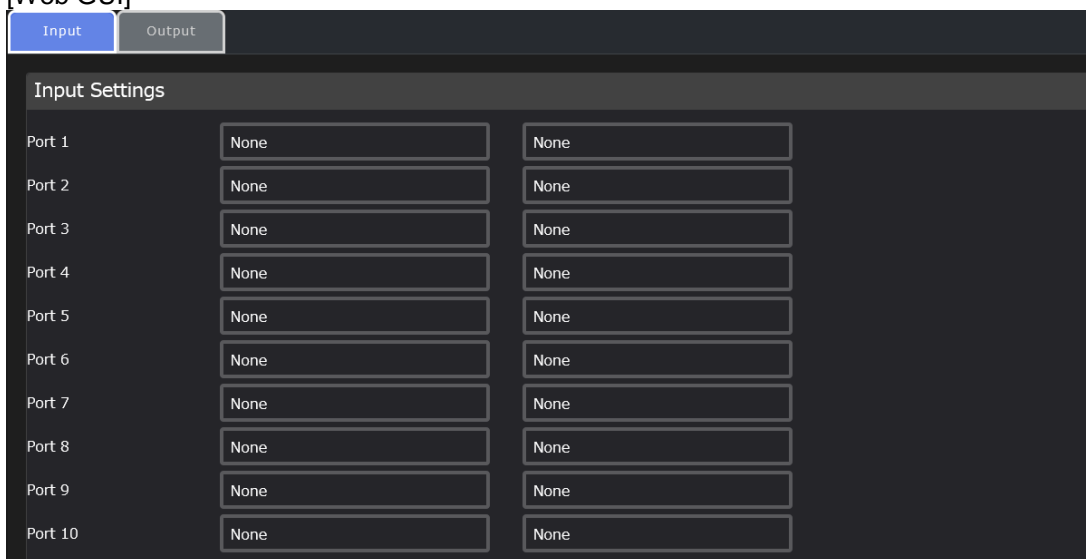 [Web GUI]
Input Output
Input Settings
Port 1 None None
Port 2 None None
Port 3 None None
Port 4 None None
Port 5 None None
Port 6 None None
Port 7 None None
Port 8 None None
Port 9 None None
Port 10 None None